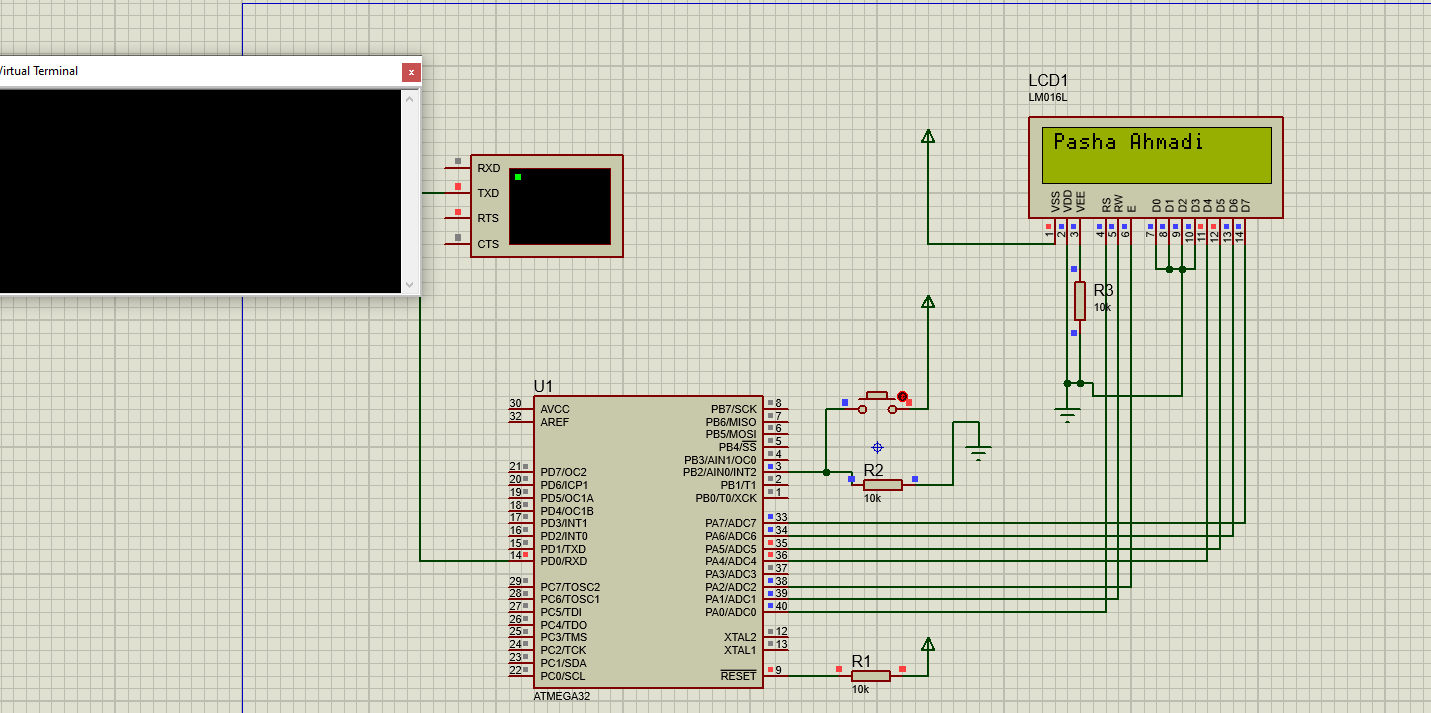 Virtual Terminal
x
RXD
TXD
RTS
CTS
LCD1
LM016L
Pasha Ahmadi
VSS
VDD
VEE
RS
RW
E
D0
D1
D2
D3
D4
D5
D6
D7
1
2
3
4
5
6
7
8
9
10
11
12
13
14
R3
10k
U1
30 AVCC
32 AREF
21 PD7/OC2
20 PD6/ICP1
19 PD5/OC1A
18 PD4/OC1B
17 PD3/INT1
16 PD2/INT0
15 PD1/TXD
14 PD0/RXD
29 PC7/TOSC2
28 PC6/TOSC1
27 PC5/TDI
26 PC4/TDO
25 PC3/TMS
24 PC2/TCK
23 PC1/SDA
22 PC0/SCL
PB7/SCK 8
PB6/MISO 7
PB5/MOSI 6
PB4/SS 5
PB3/AIN1/OC0 4
PB2/AIN0/INT2 3
PB1/T1 2
PB0/T0/XCK 1
PA7/ADC7 33
PA6/ADC6 34
PA5/ADC5 35
PA4/ADC4 36
PA3/ADC3 37
PA2/ADC2 38
PA1/ADC1 39
PA0/ADC0 40
XTAL2 12
XTAL1 13
RESET 9
ATMEGA32
R2
10k
R1
10k